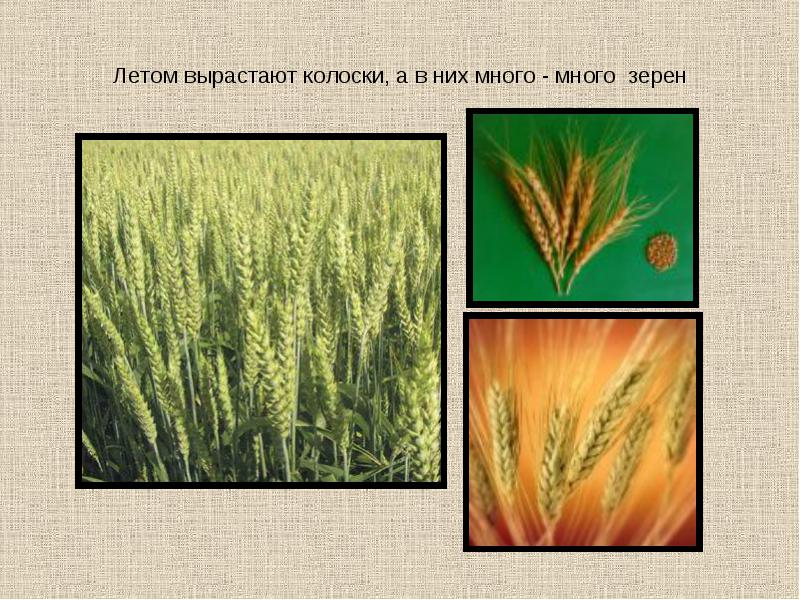 Летом вырастают колоски, а в них много - много  зерен